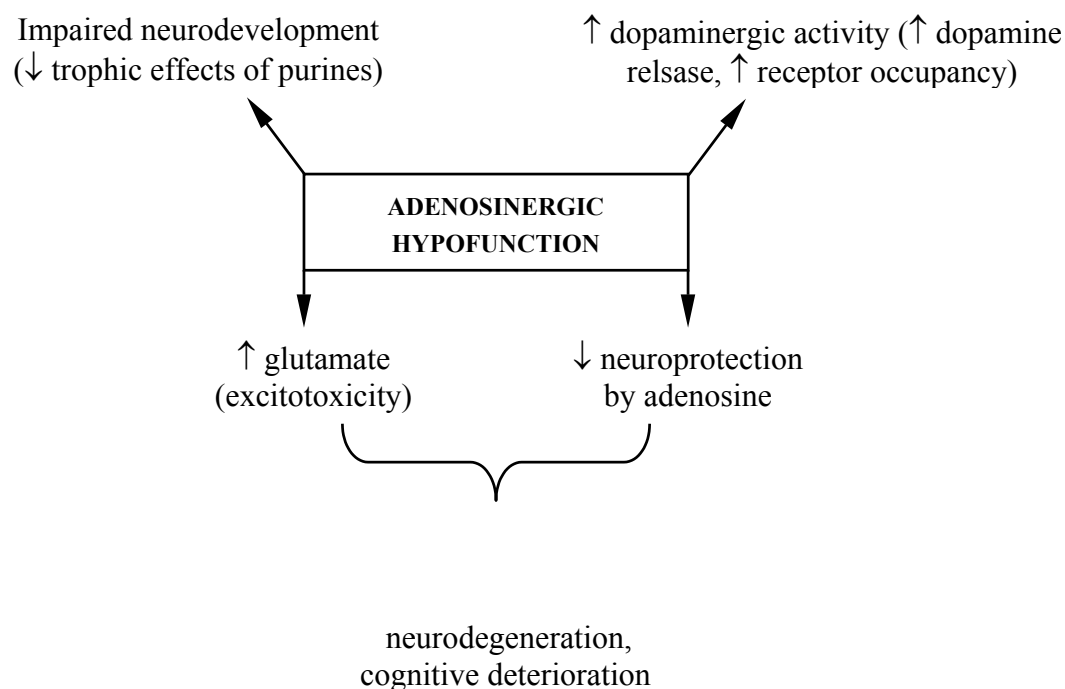 Impaired neurodevelopment
(↓ trophic effects of purines)
↑ dopaminergic activity (↑ dopamine
relsase, ↑ receptor occupancy)
ADENOSINERGIC
HYPOFUNCTION
↑ glutamate
(excitotoxicity)
↓ neuroprotection
by adenosine
neurodegeneration,
cognitive deterioration